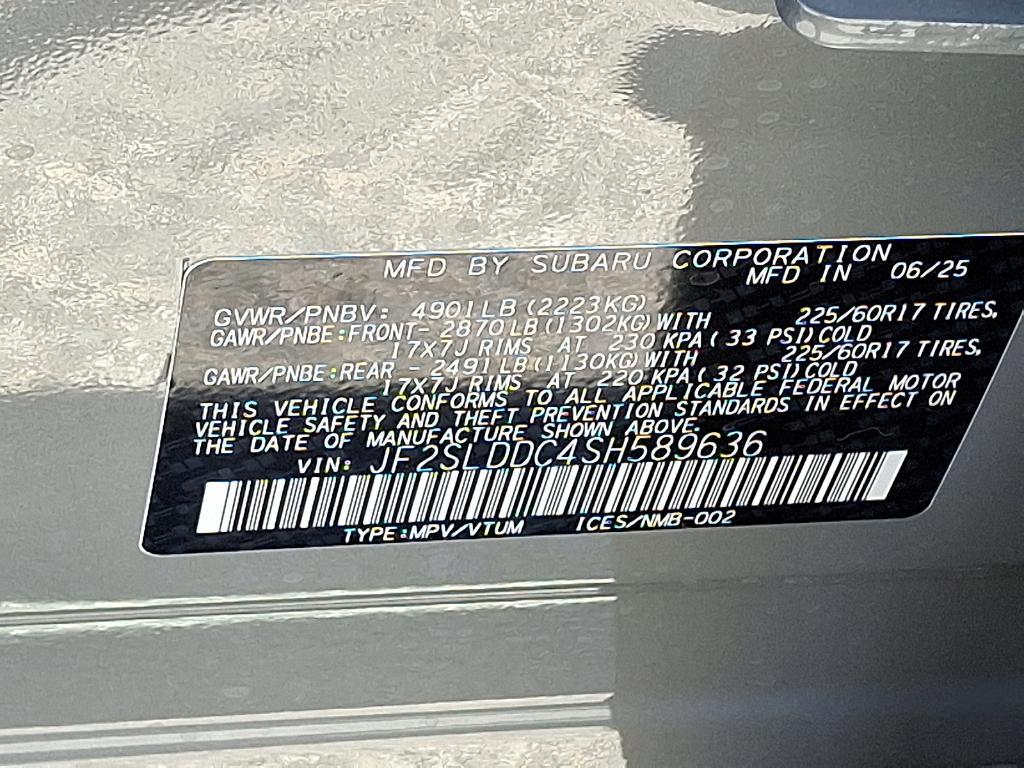 MFD BY SUBARU CORPORATION
MFD IN 06/25
GVWR/PNBV: 4901LB(2223KG)
GAWR/PNBE:FRONT- 2870LB(1302KG)WITH 225/60R17 TIRES,
17X7J RIMS AT 230 KPA( 33 PSI)COLD
GAWR/PNBE:REAR - 2491LB(1130KG)WITH 225/60R17 TIRES,
17X7J RIMS AT 220 KPA( 32 PSI)COLD
THIS VEHICLE CONFORMS TO ALL APPLICABLE FEDERAL MOTOR
VEHICLE SAFETY AND THEFT PREVENTION STANDARDS IN EFFECT ON
THE DATE OF MANUFACTURE SHOWN ABOVE.
VIN: JF2SLDDC4SH589636
TYPE:MPV/VTUM ICES/NMB-002